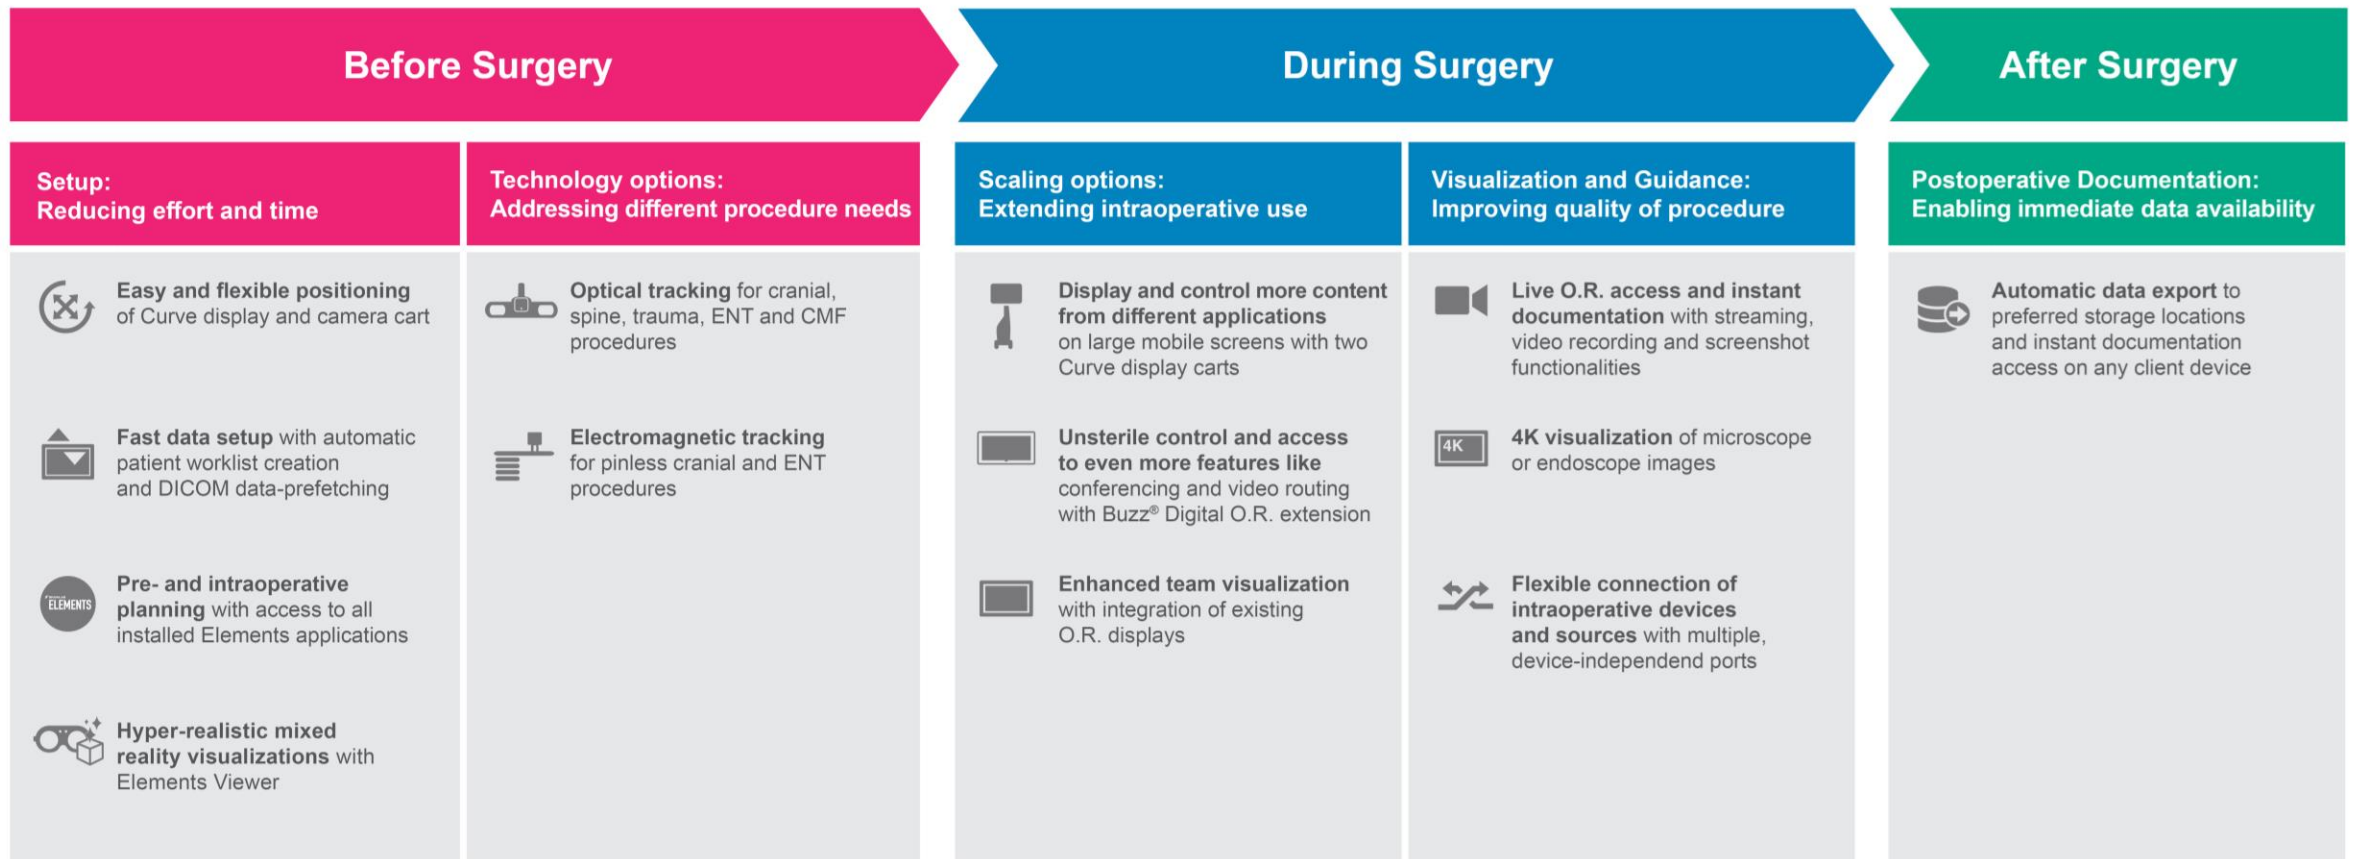 Before Surgery
During Surgery
After Surgery
Setup:
Reducing effort and time
Easy and flexible positioning
of Curve display and camera cart
Fast data setup with automatic
patient worklist creation
and DICOM data-prefetching
ELEMENTS
Pre- and intraoperative
planning with access to all
installed Elements applications
Hyper-realistic mixed
reality visualizations with
Elements Viewer
Technology options:
Addressing different procedure needs
Optical tracking for cranial,
spine, trauma, ENT and CMF
procedures
Electromagnetic tracking
for pinless cranial and ENT
procedures
Scaling options:
Extending intraoperative use
Display and control more content
from different applications
on large mobile screens with two
Curve display carts
Unsterile control and access
to even more features like
conferencing and video routing
with Buzz® Digital O.R. extension
Enhanced team visualization
with integration of existing
O.R. displays
Visualization and Guidance:
Improving quality of procedure
Live O.R. access and instant
documentation with streaming,
video recording and screenshot
functionalities
4K
4K visualization of microscope
or endoscope images
Flexible connection of
intraoperative devices
and sources with multiple,
device-independend ports
Postoperative Documentation:
Enabling immediate data availability
Automatic data export to
preferred storage locations
and instant documentation
access on any client device